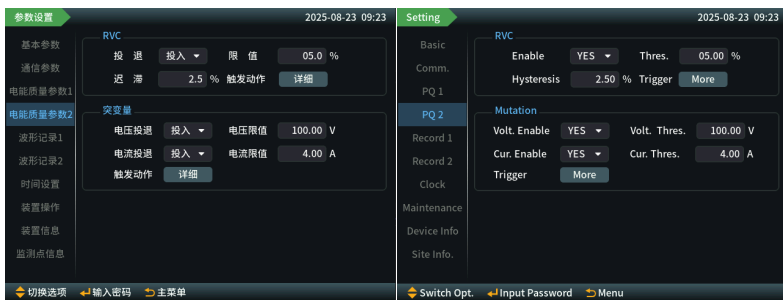 参数设置 2025-08-23 09:23
基本参数
通信参数
电能质量参数1
电能质量参数2
波形记录1
波形记录2
时间设置
装置操作
装置信息
监测点信息
RVC
投 退 投入 限 值 05.0 %
迟 滞 2.5 % 触发动作 详细
突变量
电压投退 投入 电压限值 100.00 V
电流投退 投入 电流限值 4.00 A
触发动作 详细
切换选项 输入密码 主菜单
Setting 2025-08-23 09:23
Basic
Comm.
PQ 1
PQ 2
Record 1
Record 2
Clock
Maintenance
Device Info
Site Info.
RVC
Enable YES Thres. 05.00 %
Hysteresis 2.50 % Trigger More
Mutation
Volt. Enable YES Volt. Thres. 100.00 V
Cur. Enable YES Cur. Thres. 4.00 A
Trigger More
Switch Opt. Input Password Menu